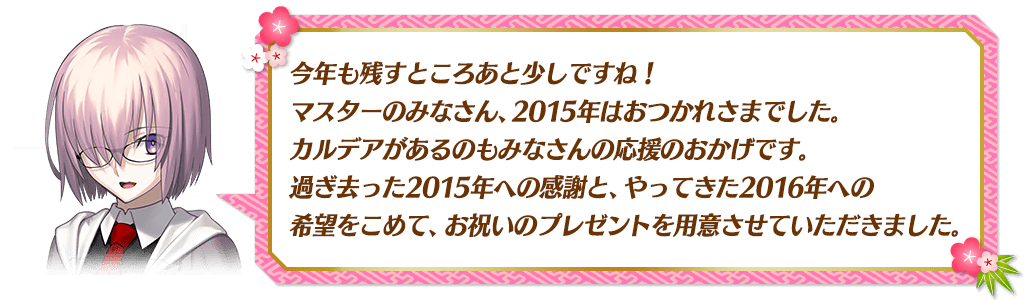 今年も残すところあと少しですね！
マスターのみなさん、2015年はおつかれさまでした。
カルデアがあるのもみなさんの応援のおかげです。
過ぎ去った2015年への感謝と、やってきた2016年への
希望をこめて、お祝いのプレゼントを用意させていただきました。